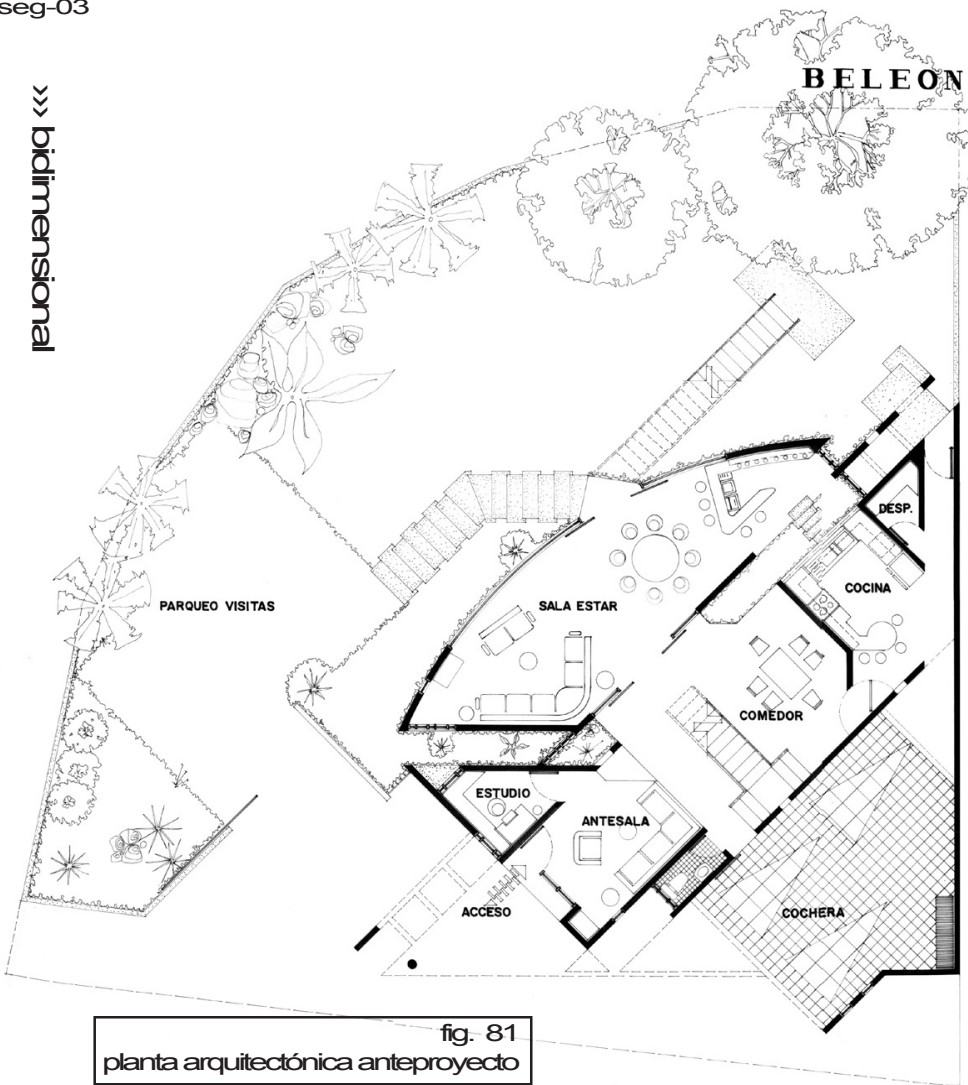 seg-03
BELEON
>>> bidimensional
DESP.
COCINA
PARQUEO VISITAS
SALA ESTAR
COMEDOR
ESTUDIO
ANTESALA
ACCESO
COCHERA
fig. 81
planta arquitectónica anteproyecto